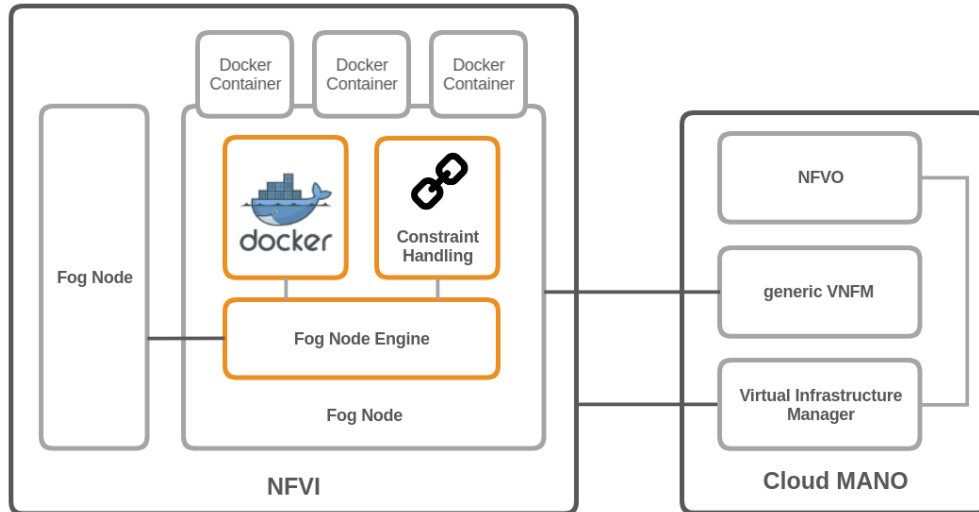 Docker
Container
Docker
Container
Docker
Container
docker
Constraint
Handling
Fog Node
Fog Node Engine
Fog Node
NFVI
NFVO
generic VNFM
Virtual Infrastructure
Manager
Cloud MANO